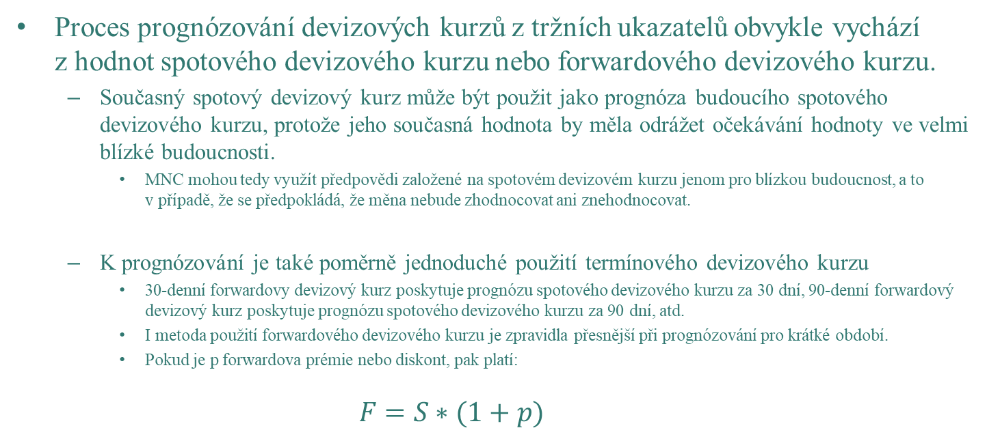 • Proces prognózování devizových kurzů z tržních ukazatelů obvykle vychází
z hodnot spotového devizového kurzu nebo forwardového devizového kurzu.
– Současný spotový devizový kurz může být použit jako prognóza budoucího spotového
devizového kurzu, protože jeho současná hodnota by měla odrážet očekávání hodnoty ve velmi
blízké budoucnosti.
• MNC mohou tedy využít předpovědi založené na spotovém devizovém kurzu jenom pro blízkou budoucnost, a to
v případě, že se předpokládá, že měna nebude zhodnocovat ani znehodnocovat.
– K prognózování je také poměrně jednoduché použití termínového devizového kurzu
• 30-denní forwardovy devizový kurz poskytuje prognózu spotového devizového kurzu za 30 dní, 90-denní forwardový
devizový kurz poskytuje prognózu spotového devizového kurzu za 90 dní, atd.
• I metoda použití forwardového devizového kurzu je zpravidla přesnější při prognózování pro krátké období.
• Pokud je p forwardova prémie nebo diskont, pak platí:
F = S ∗ (1 + p)